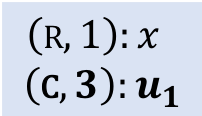 (R, 1): x
(C, 3): u₁